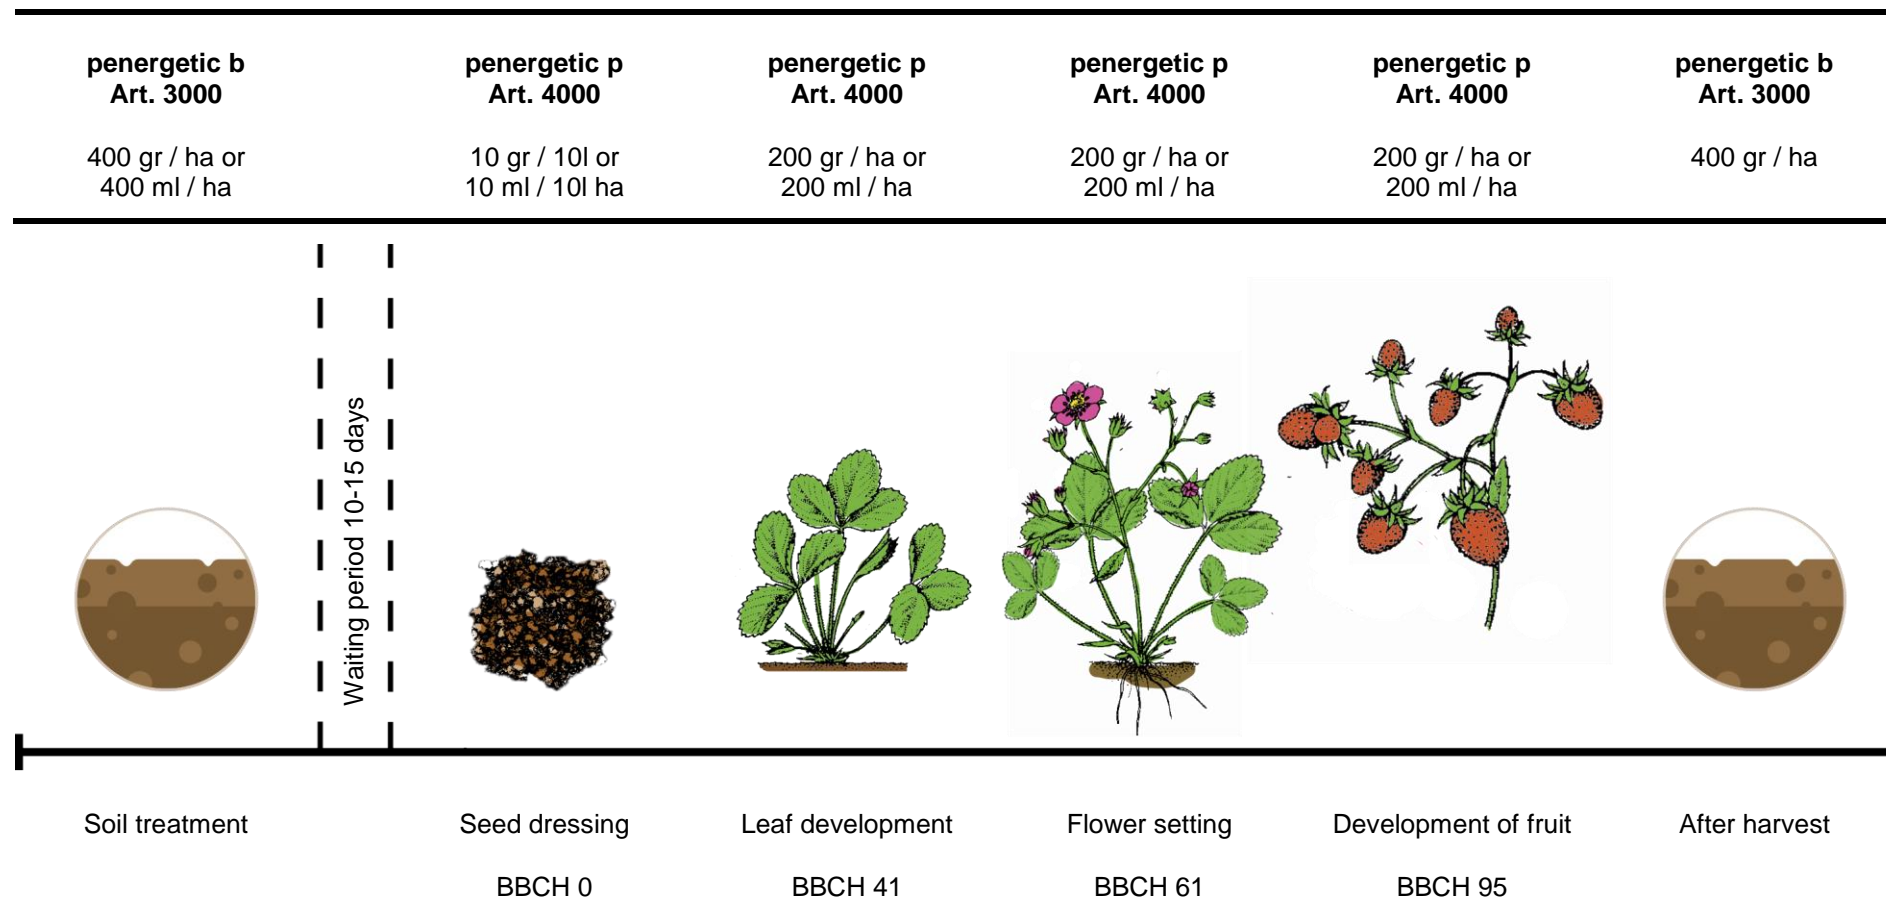 penergetic b
Art. 3000
400 gr / ha or
400 ml / ha
penergetic p
Art. 4000
10 gr / 10l or
10 ml / 10l ha
penergetic p
Art. 4000
200 gr / ha or
200 ml / ha
penergetic p
Art. 4000
200 gr / ha or
200 ml / ha
penergetic p
Art. 4000
200 gr / ha or
200 ml / ha
penergetic b
Art. 3000
400 gr / ha
Waiting period 10-15 days
Soil treatment
Seed dressing
BBCH 0
Leaf development
BBCH 41
Flower setting
BBCH 61
Development of fruit
BBCH 95
After harvest